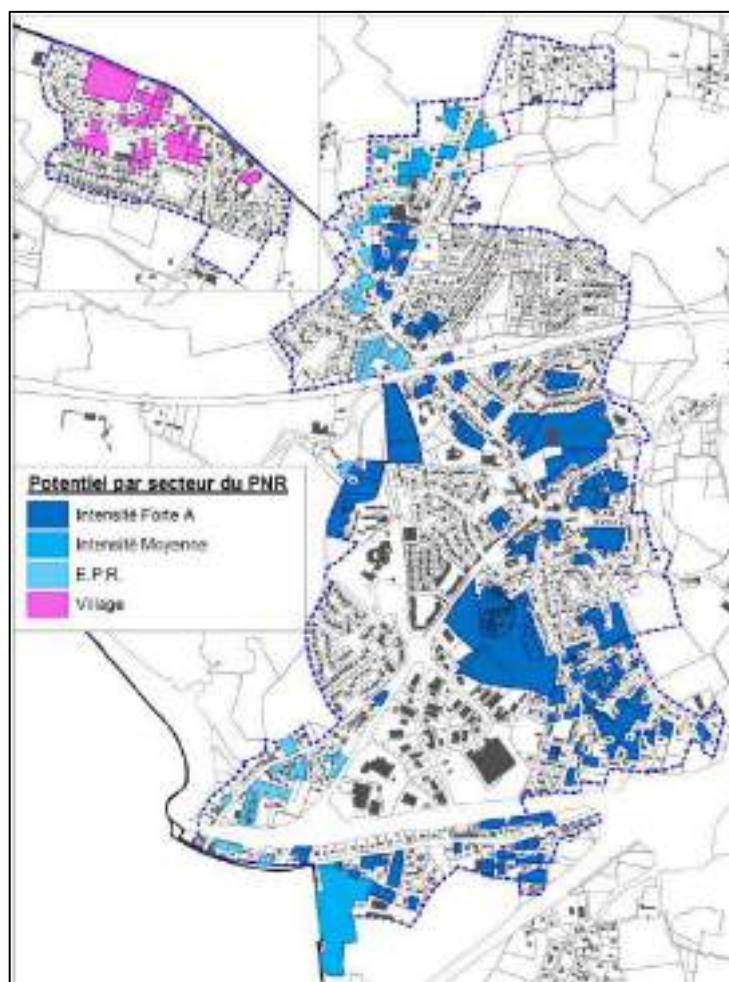 Potentiel par secteur du PNR
Intensité Forte A
Intensité Moyenne
E.P.R.
Village